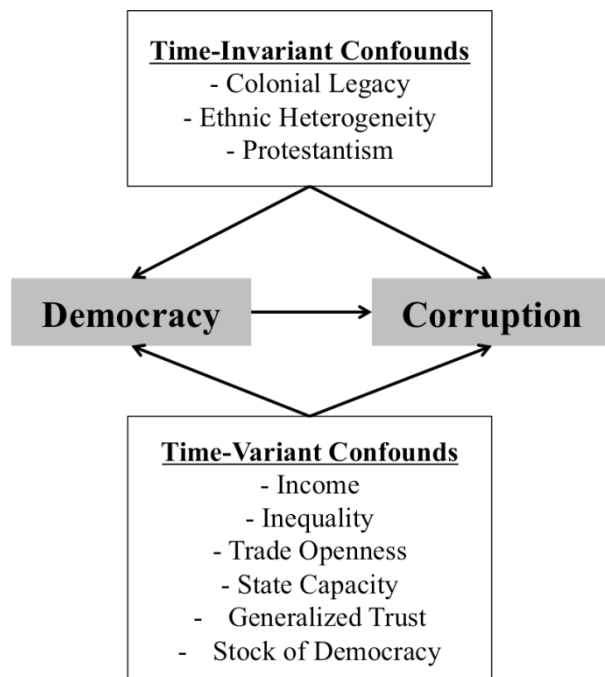 Time-Invariant Confounds
- Colonial Legacy
- Ethnic Heterogeneity
- Protestantism
Democracy
Corruption
Time-Variant Confounds
- Income
- Inequality
- Trade Openness
- State Capacity
- Generalized Trust
- Stock of Democracy